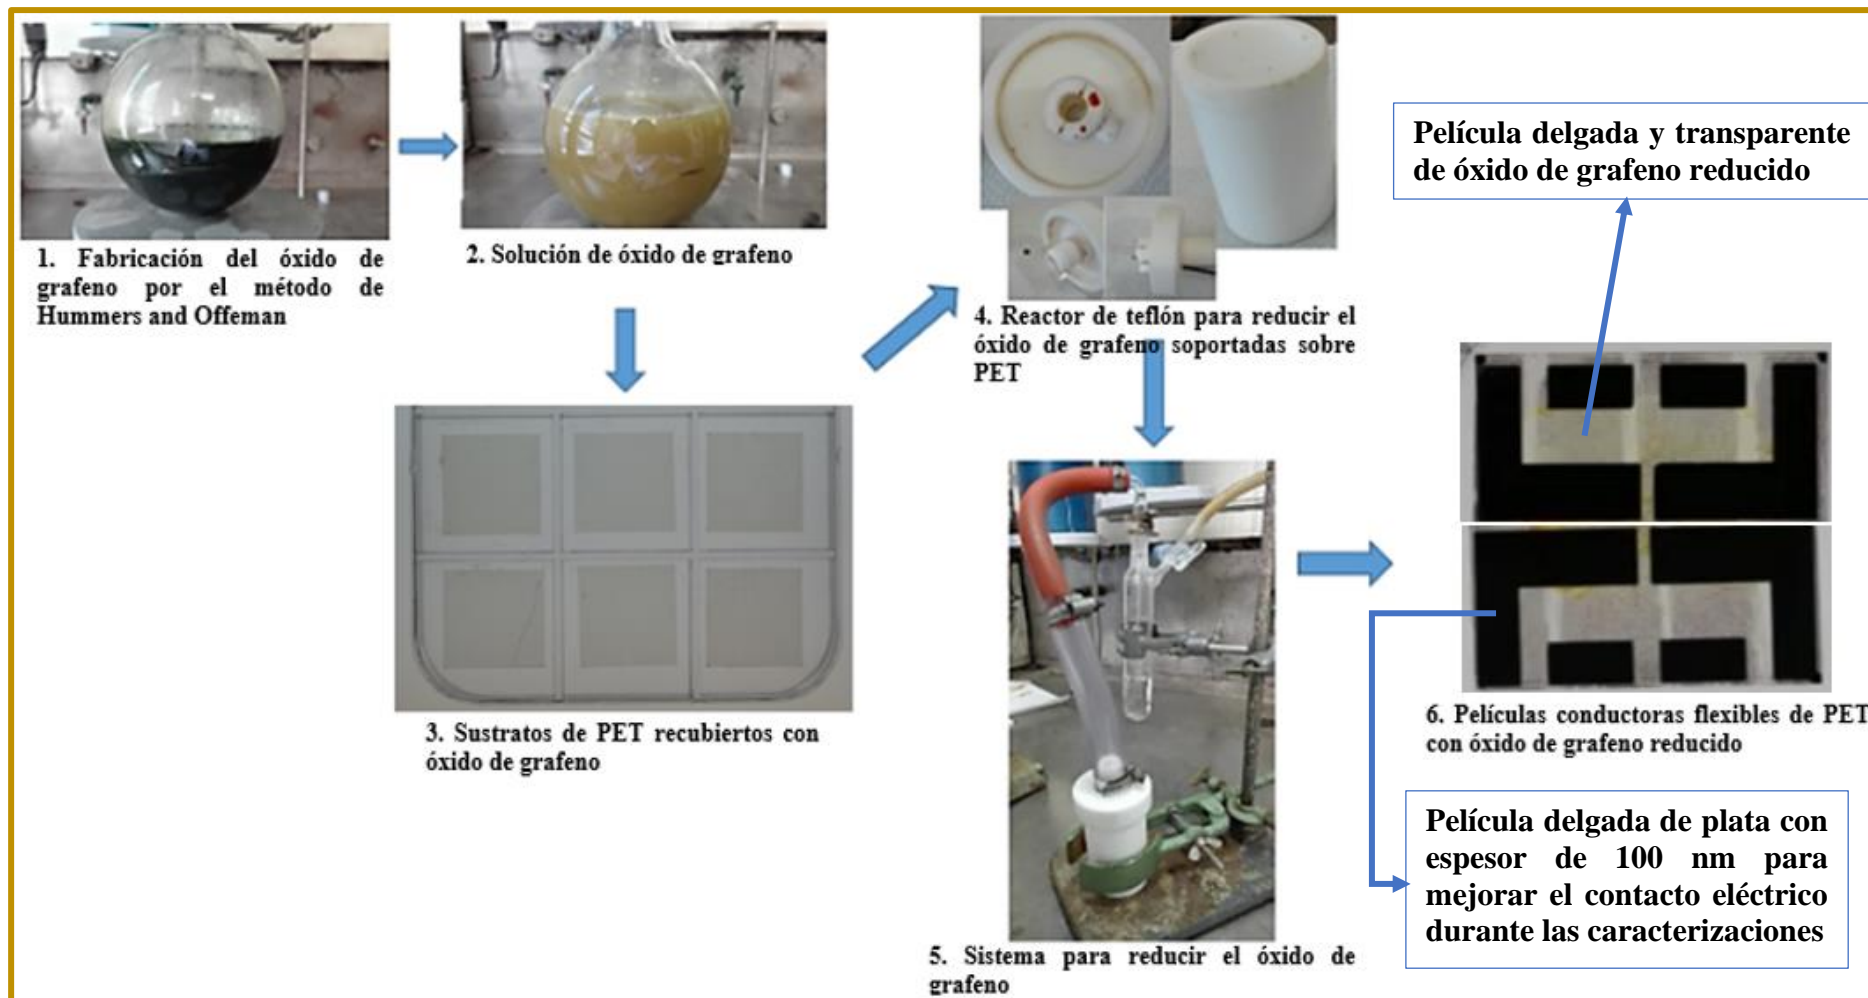 1. Fabricación del óxido de
grafeno por el método de
Hummers and Offeman
2. Solución de óxido de grafeno
3. Sustratos de PET recubiertos con
óxido de grafeno
4. Reactor de teflón para reducir el
óxido de grafeno soportadas sobre
PET
5. Sistema para reducir el óxido de
grafeno
Película delgada y transparente
de óxido de grafeno reducido
6. Películas conductoras flexibles de PET
con óxido de grafeno reducido
Película delgada de plata con
espesor de 100 nm para
mejorar el contacto eléctrico
durante las caracterizaciones